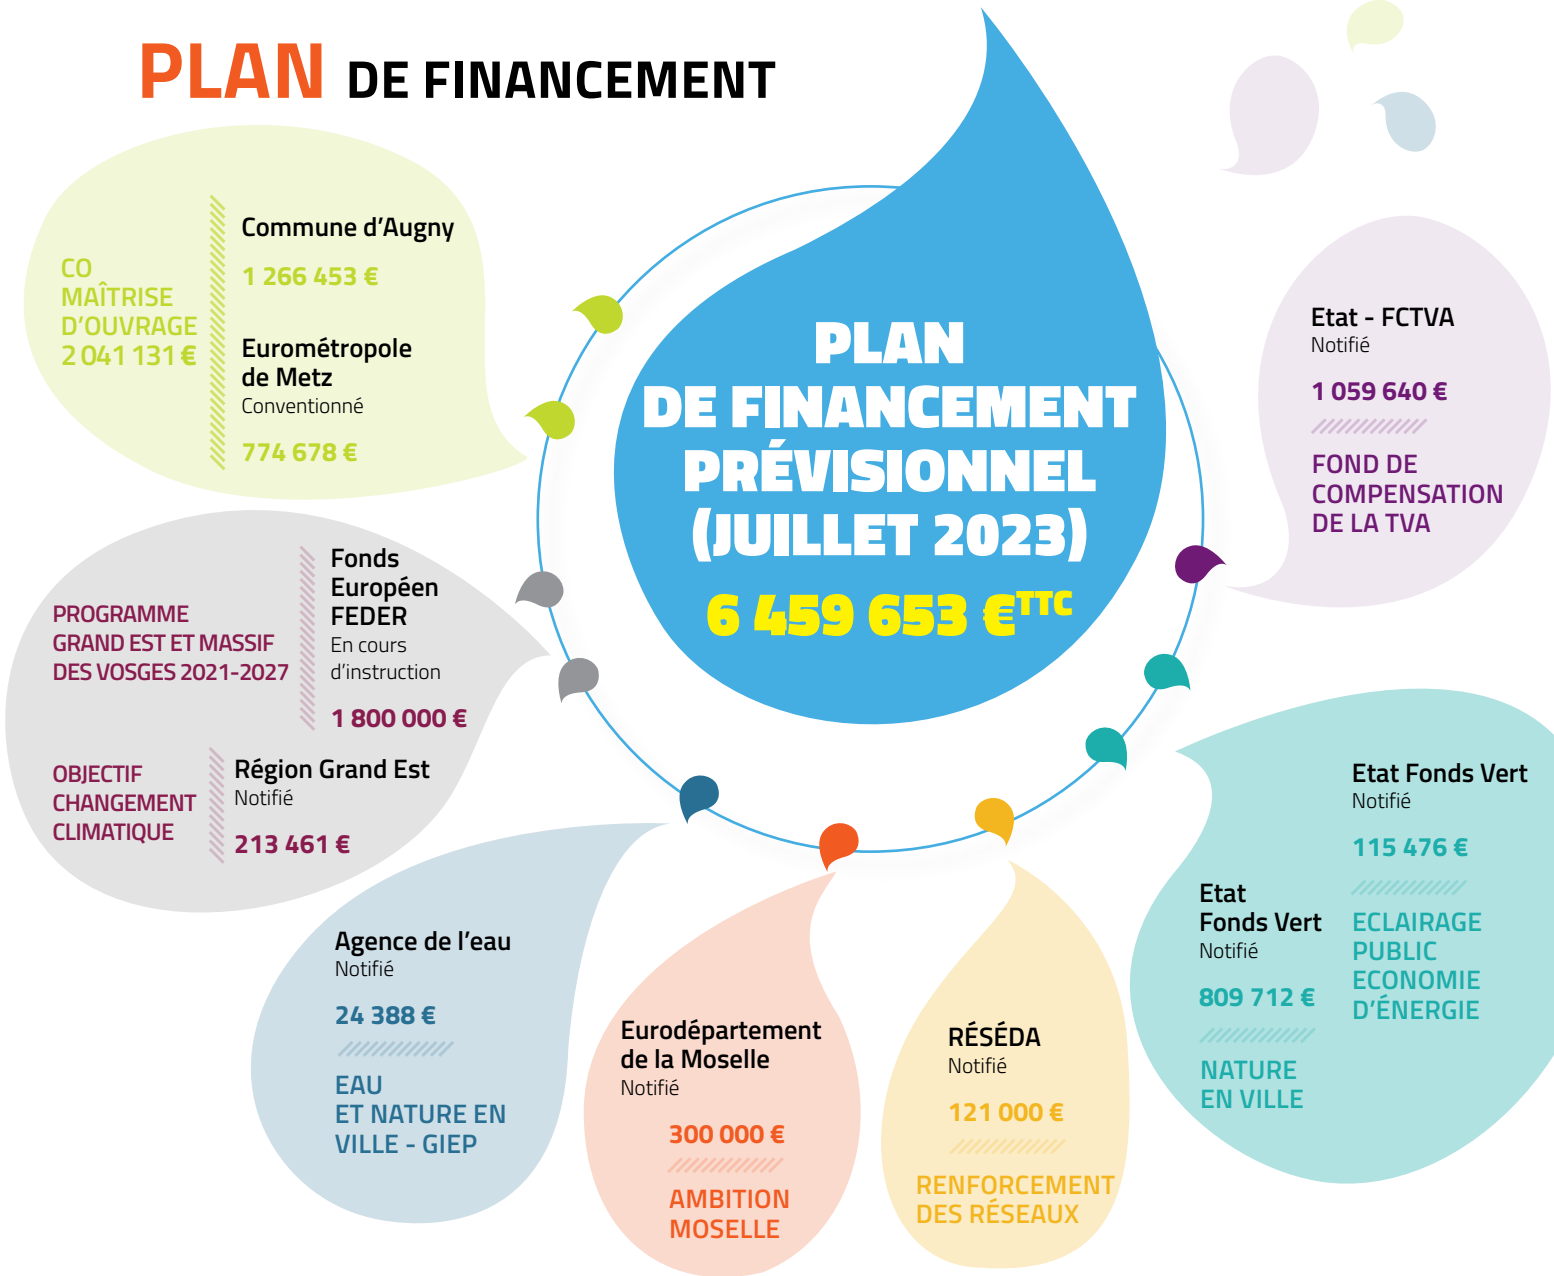 PLAN DE FINANCEMENT
CO
MAÎTRISE
D'OUVRAGE
2 041 131 €
Commune d'Augny
1 266 453 €
Eurométropole
de Metz
Conventionné
774 678 €
PLAN
DE FINANCEMENT
PRÉVISIONNEL
(JUILLET 2023)
6 459 653 €TTC
Etat - FCTVA
Notifié
1 059 640 €
FOND DE
COMPENSATION
DE LA TVA
PROGRAMME
GRAND EST ET MASSIF
DES VOSGES 2021-2027
Fonds
Européen
FEDER
En cours
d'instruction
1 800 000 €
OBJECTIF
CHANGEMENT
CLIMATIQUE
Région Grand Est
Notifié
213 461 €
Agence de l'eau
Notifié
24 388 €
EAU
ET NATURE EN
VILLE - GIEP
Eurodépartement
de la Moselle
Notifié
300 000 €
AMBITION
MOSELLE
RÉSÉDA
Notifié
121 000 €
RENFORCEMENT
DES RÉSEAUX
Etat
Fonds Vert
Notifié
809 712 €
NATURE
EN VILLE
Etat Fonds Vert
Notifié
115 476 €
ECLAIRAGE
PUBLIC
ECONOMIE
D'ÉNERGIE